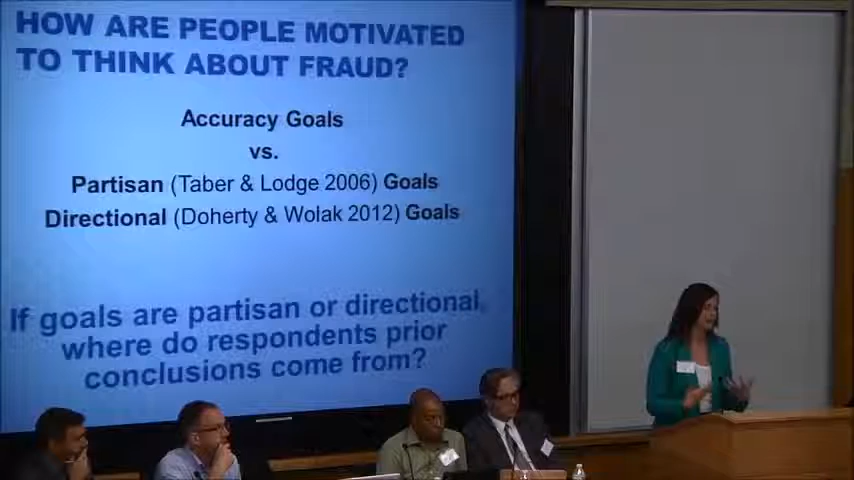 HOW ARE PEOPLE MOTIVATED
TO THINK ABOUT FRAUD?
Accuracy Goals
vs.
Partisan (Taber & Lodge 2006) Goals
Directional (Doherty & Wolak 2012) Goals
If goals are partisan or directional,
where do respondents prior
conclusions come from?